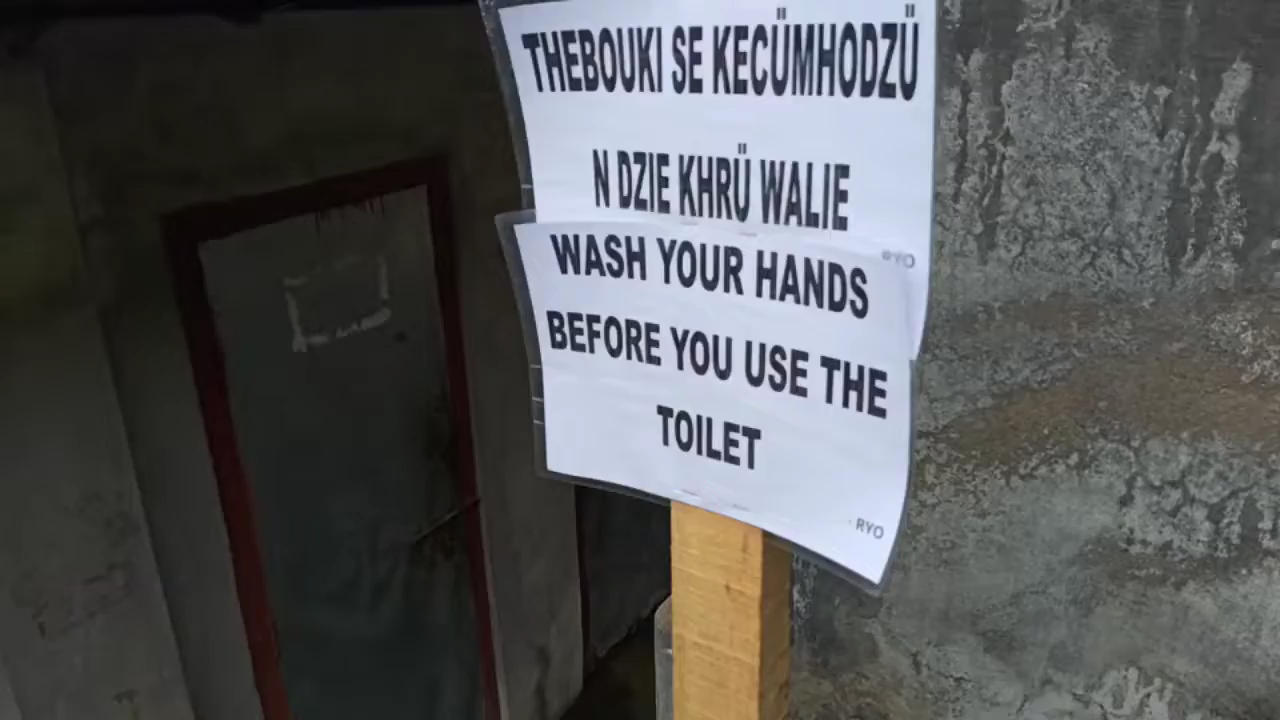 THEBOUKI SE KECÜMHODZÜ
N DZIE KHRÜ WALIE
RYO
WASH YOUR HANDS
BEFORE YOU USE THE
TOILET
RYO